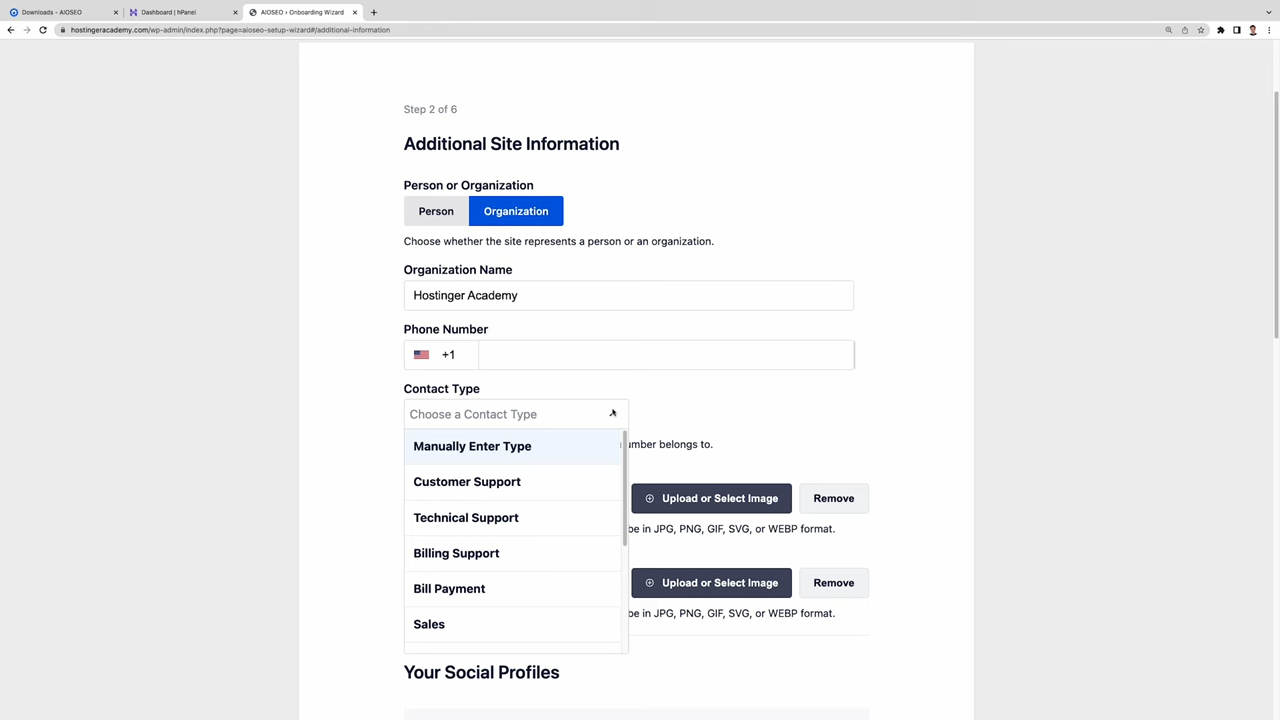 Downloads - AIOSEO
Dashboard | hPanel
AIOSEO › Onboarding Wizard
hostingeracademy.com/wp-admin/index.php?page=aioseo-setup-wizard#/additional-information
Step 2 of 6
Additional Site Information
Person or Organization
Person
Organization
Choose whether the site represents a person or an organization.
Organization Name
Hostinger Academy
Phone Number
+1
Contact Type
Choose a Contact Type
Manually Enter Type
umber belongs to.
Customer Support
Upload or Select Image
Remove
Technical Support
be in JPG, PNG, GIF, SVG, or WEBP format.
Billing Support
Bill Payment
Upload or Select Image
Remove
be in JPG, PNG, GIF, SVG, or WEBP format.
Sales
Your Social Profiles